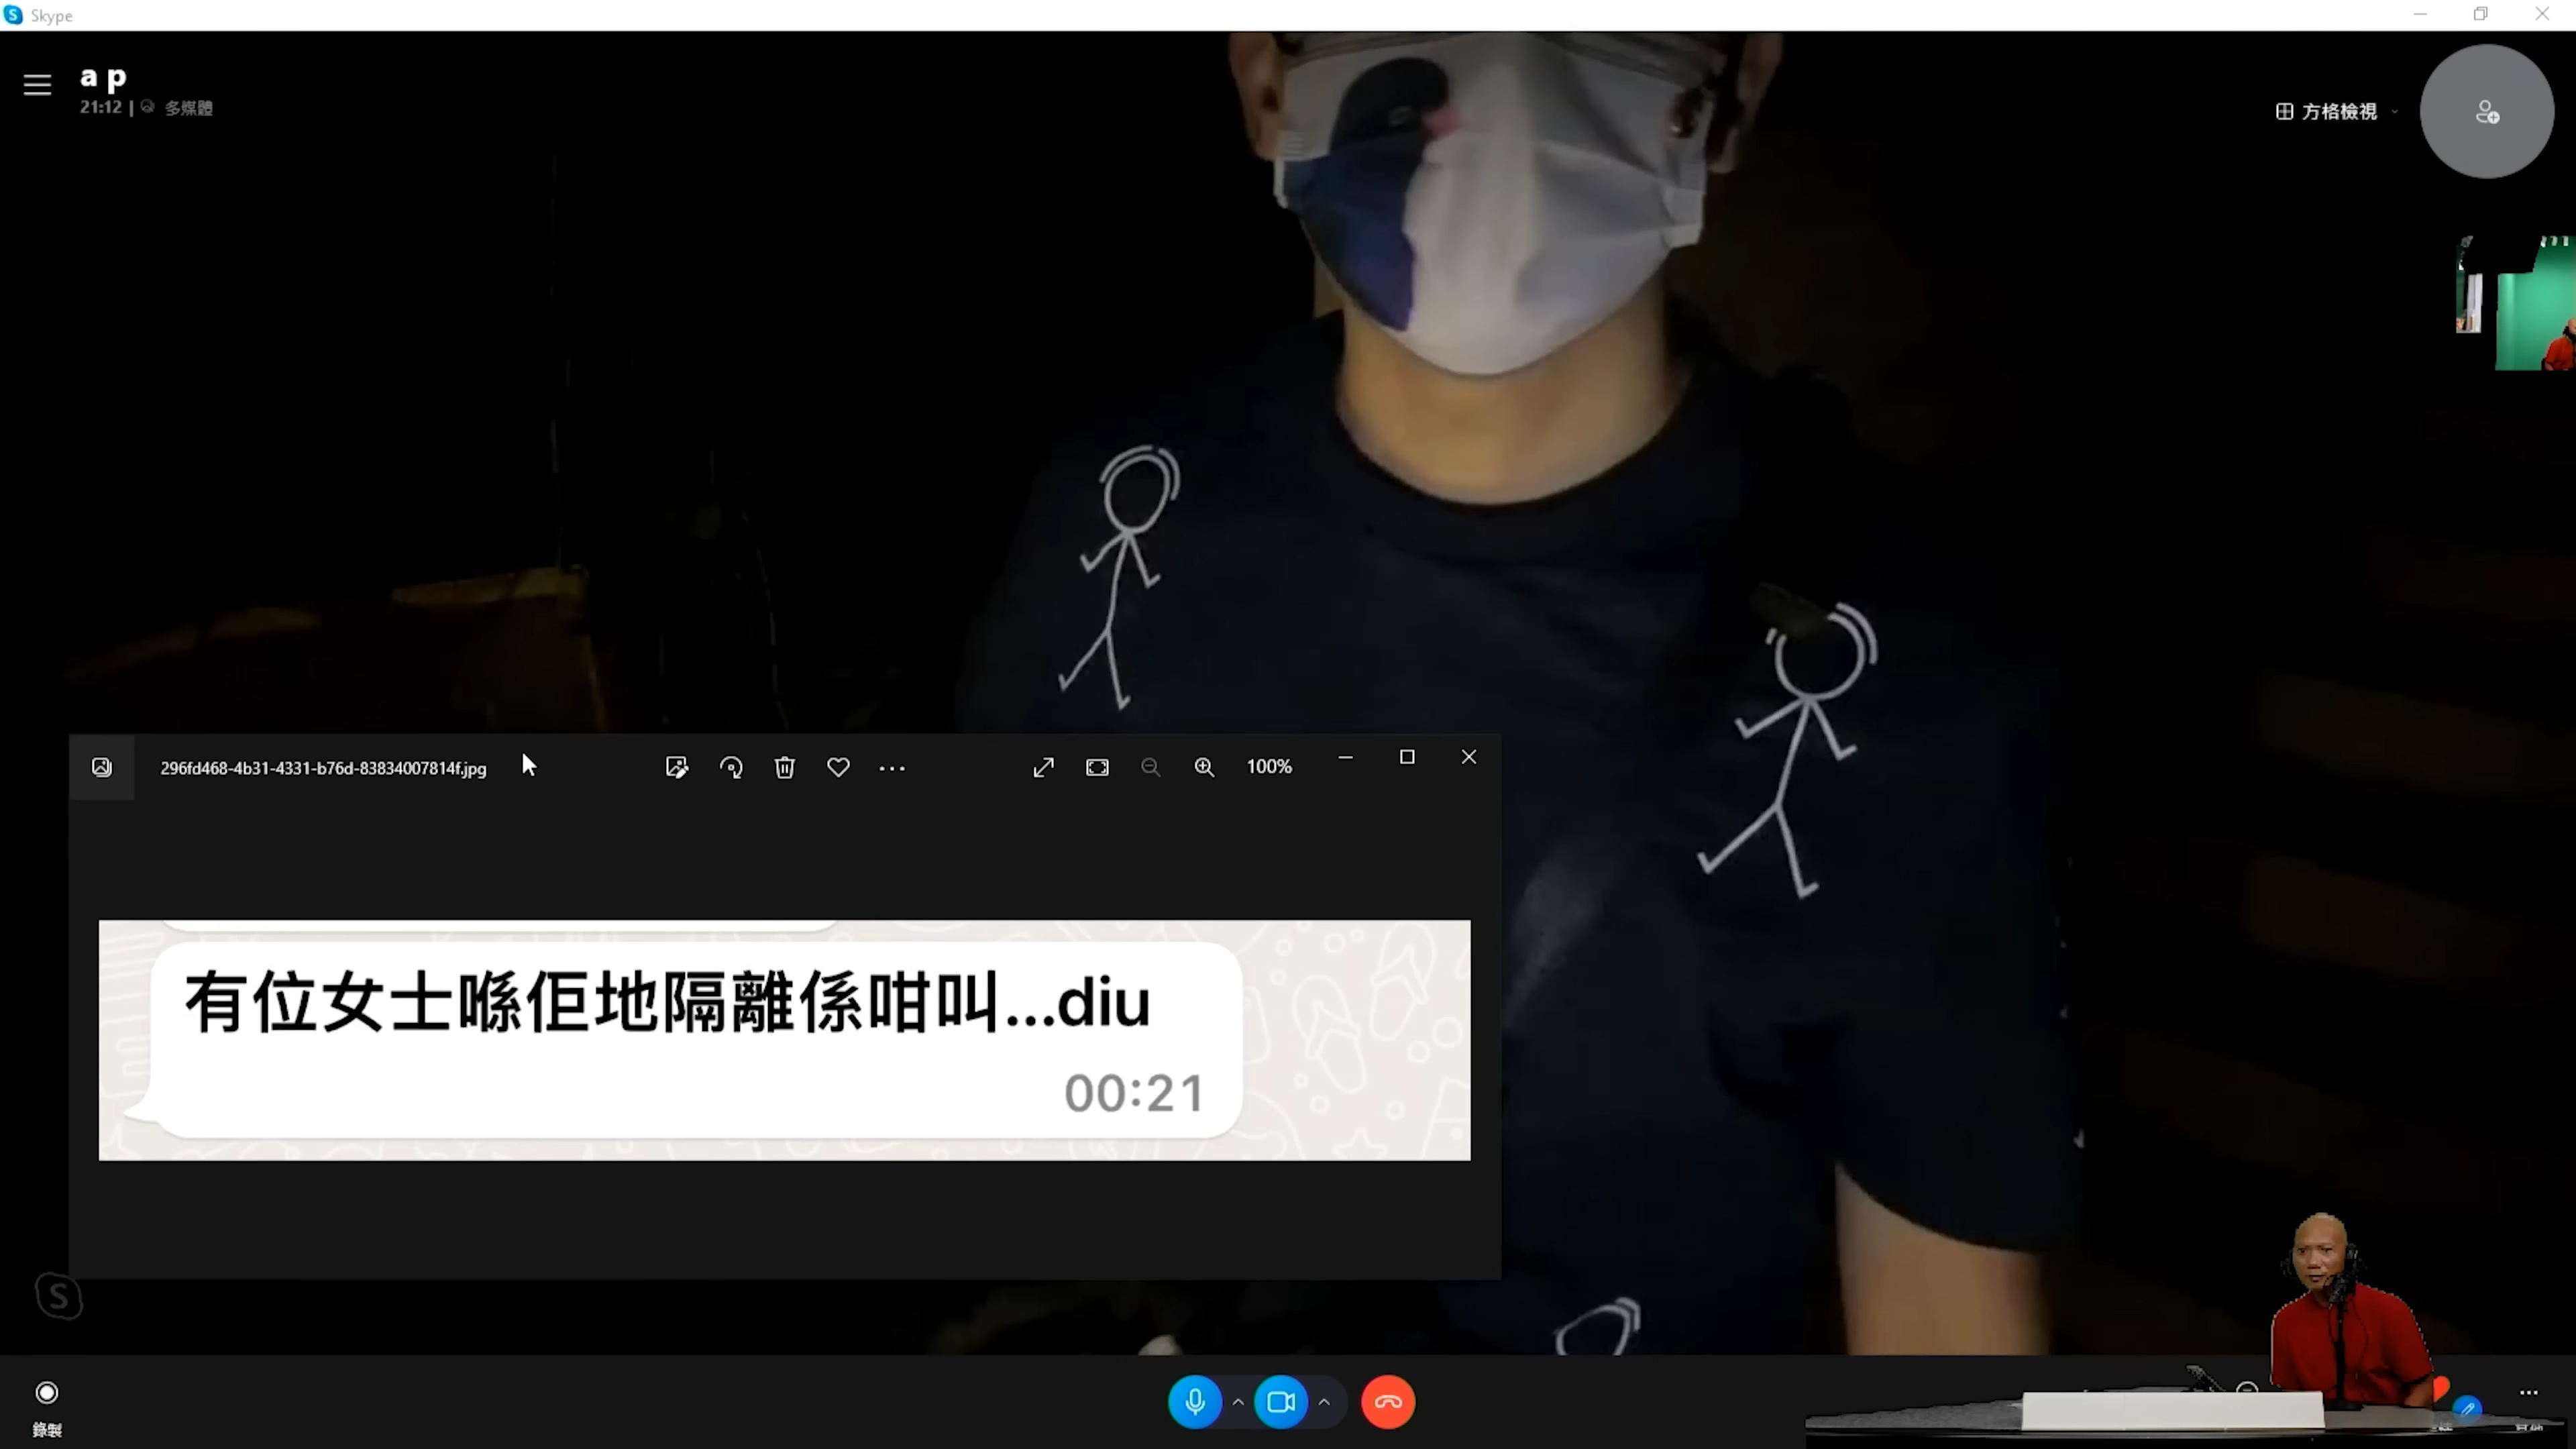 Skype
a p
21:12 | 多媒體
方格檢視
296fd468-4b31-4331-b76d-83834007814f.jpg
100%
有位女士喺佢地隔離係咁叫...diu
00:21
錄製